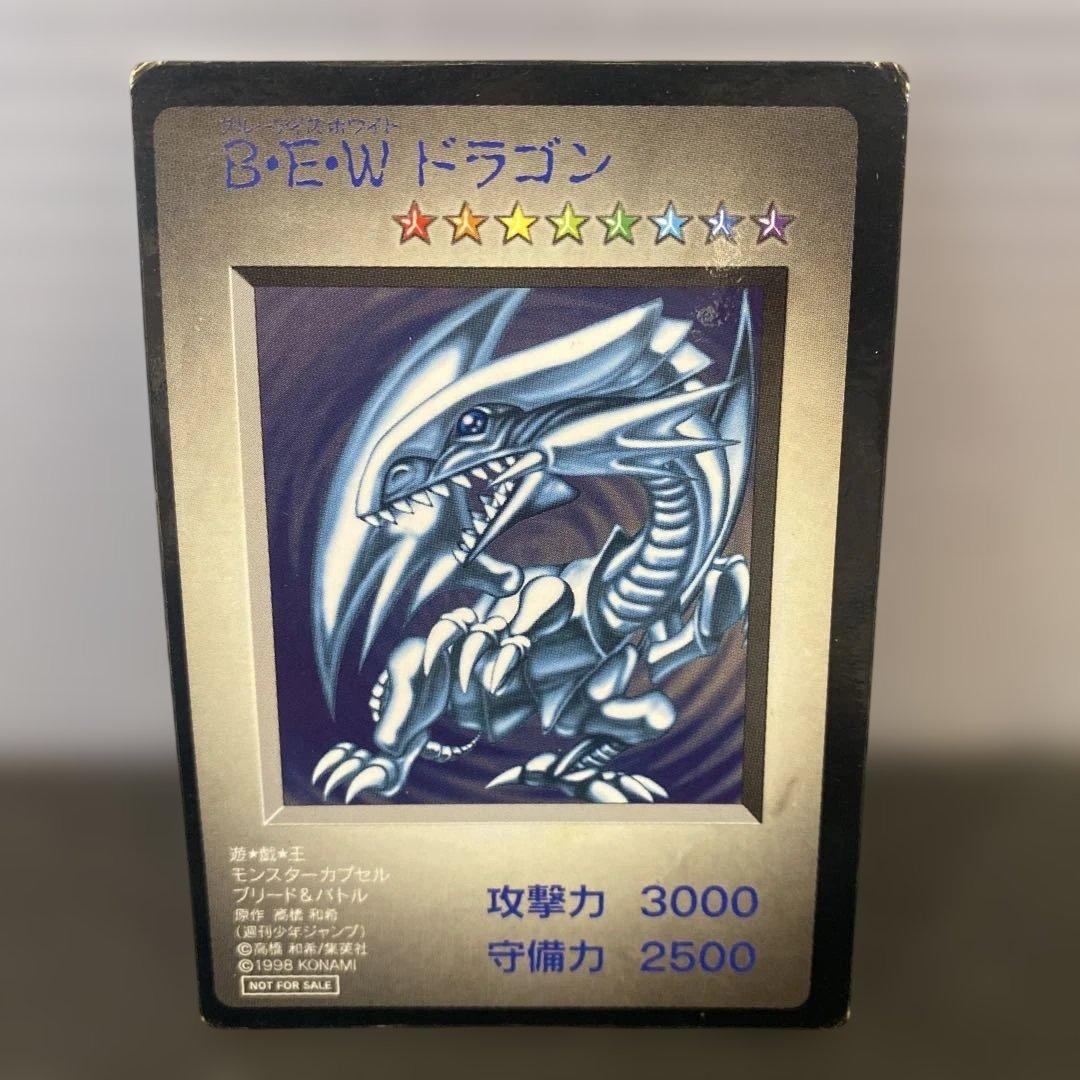 ブルーアイズホワイト
B・E・W ドラゴン
遊★戯★王
モンスターカプセル
ブリード&バトル
原作 高橋 和希
(週刊少年ジャンプ)
©高橋 和希/集英社
©1998 KONAMI
NOT FOR SALE
攻撃力 3000
守備力 2500